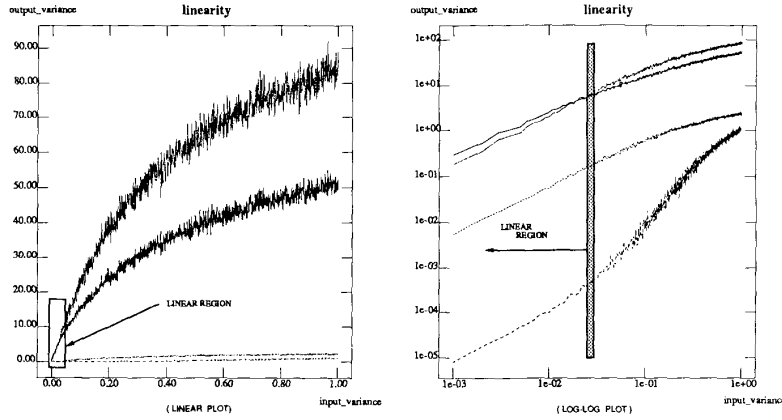 output_variance
linearity
90.00
80.00
70.00
60.00
50.00
40.00
30.00
20.00
10.00
0.00
LINEAR REGION
0.00 0.20 0.40 0.60 0.80 1.00
input_variance
( LINEAR PLOT)
output_variance
linearity
1e+02
1e+01
1e+00
1e-01
1e-02
1e-03
1e-04
1e-05
LINEAR
REGION
1e-03 1e-02 1e-01 1e+00
input_varianc
( LOG-LOG PLOT )